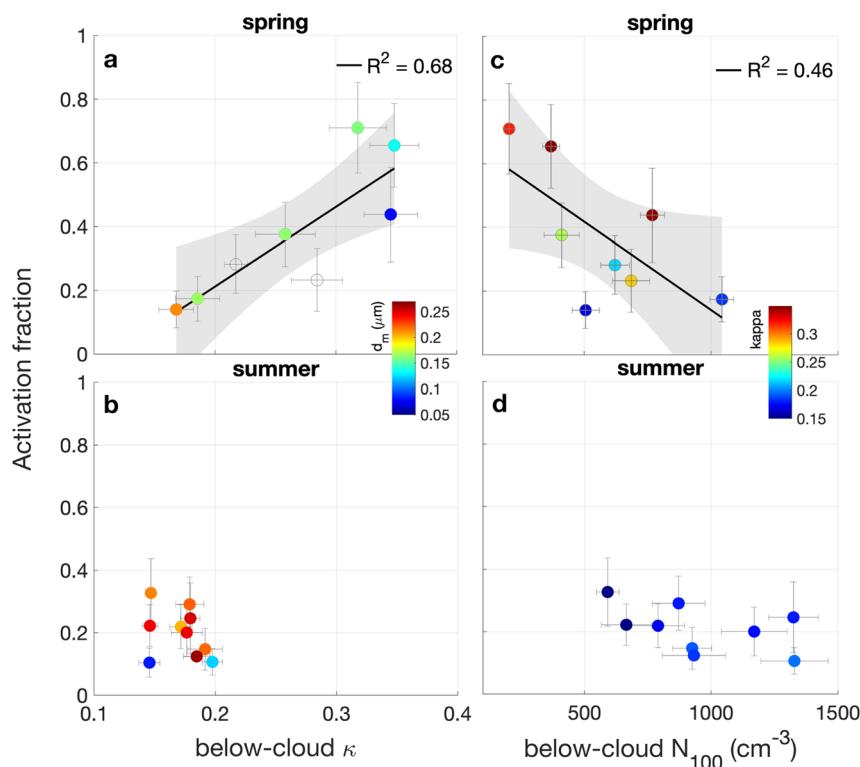 spring
a
R² = 0.68
1
0.8
0.6
0.4
0.2
0
0.25
0.20
0.15
0.10
0.05
d_m (μm)
spring
c
R² = 0.46
0.3
0.25
0.2
0.15
kappa
Activation fraction
summer
b
1
0.8
0.6
0.4
0.2
0
0.1
0.2
0.3
0.4
below-cloud κ
summer
d
500
1000
1500
below-cloud N₁₀₀ (cm⁻³)